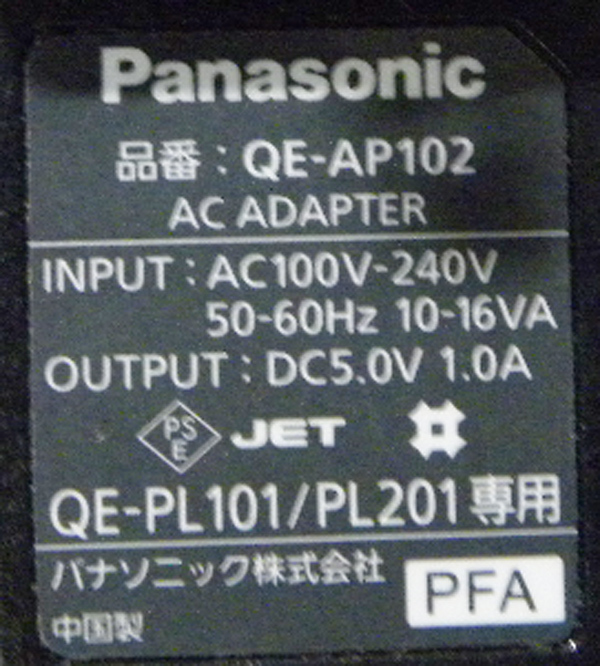 Panasonic
品番：QE-AP102
AC ADAPTER
INPUT：AC100V-240V
50-60Hz 10-16VA
OUTPUT：DC5.0V 1.0A
PSE JET
QE-PL101/PL201専用
パナソニック株式会社
PFA
中国製